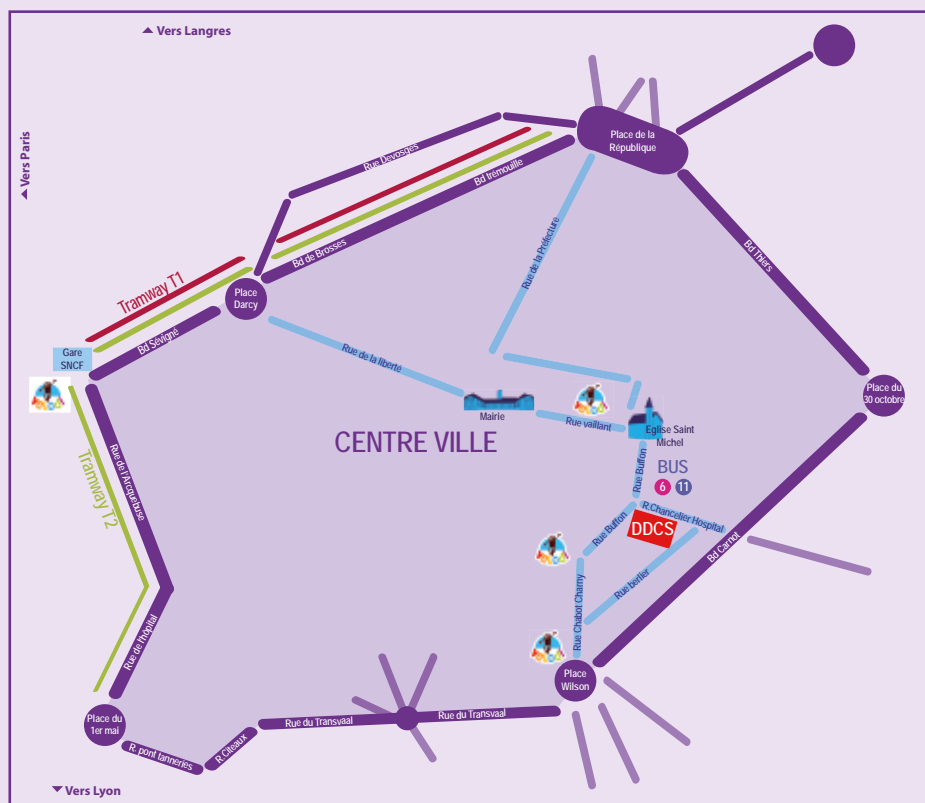 Vers Langres
Vers Paris
Place de la
République
Rue Devosges
Bd trémouille
Bd de Brosses
Rue de la Préfecture
Bd Thiers
Tramway T1
Place
Darcy
Bd Sévigné
Gare
SNCF
Rue de la liberté
Mairie
Rue vaillant
Eglise Saint
Michel
Place du
30 octobre
CENTRE VILLE
Rue de l'Arcquebuse
Tramway T2
Rue Buffon
BUS
6 11
R.Chancelier Hospital
DDCS
Rue Buffon
Bd Carnot
Rue berlier
Rue Chabot Charny
Rue de l'hôpital
Place
Wilson
Place du
1er mai
Rue du Transvaal
Rue du Transvaal
R. pont tanneries
R.Citeaux
Vers Lyon